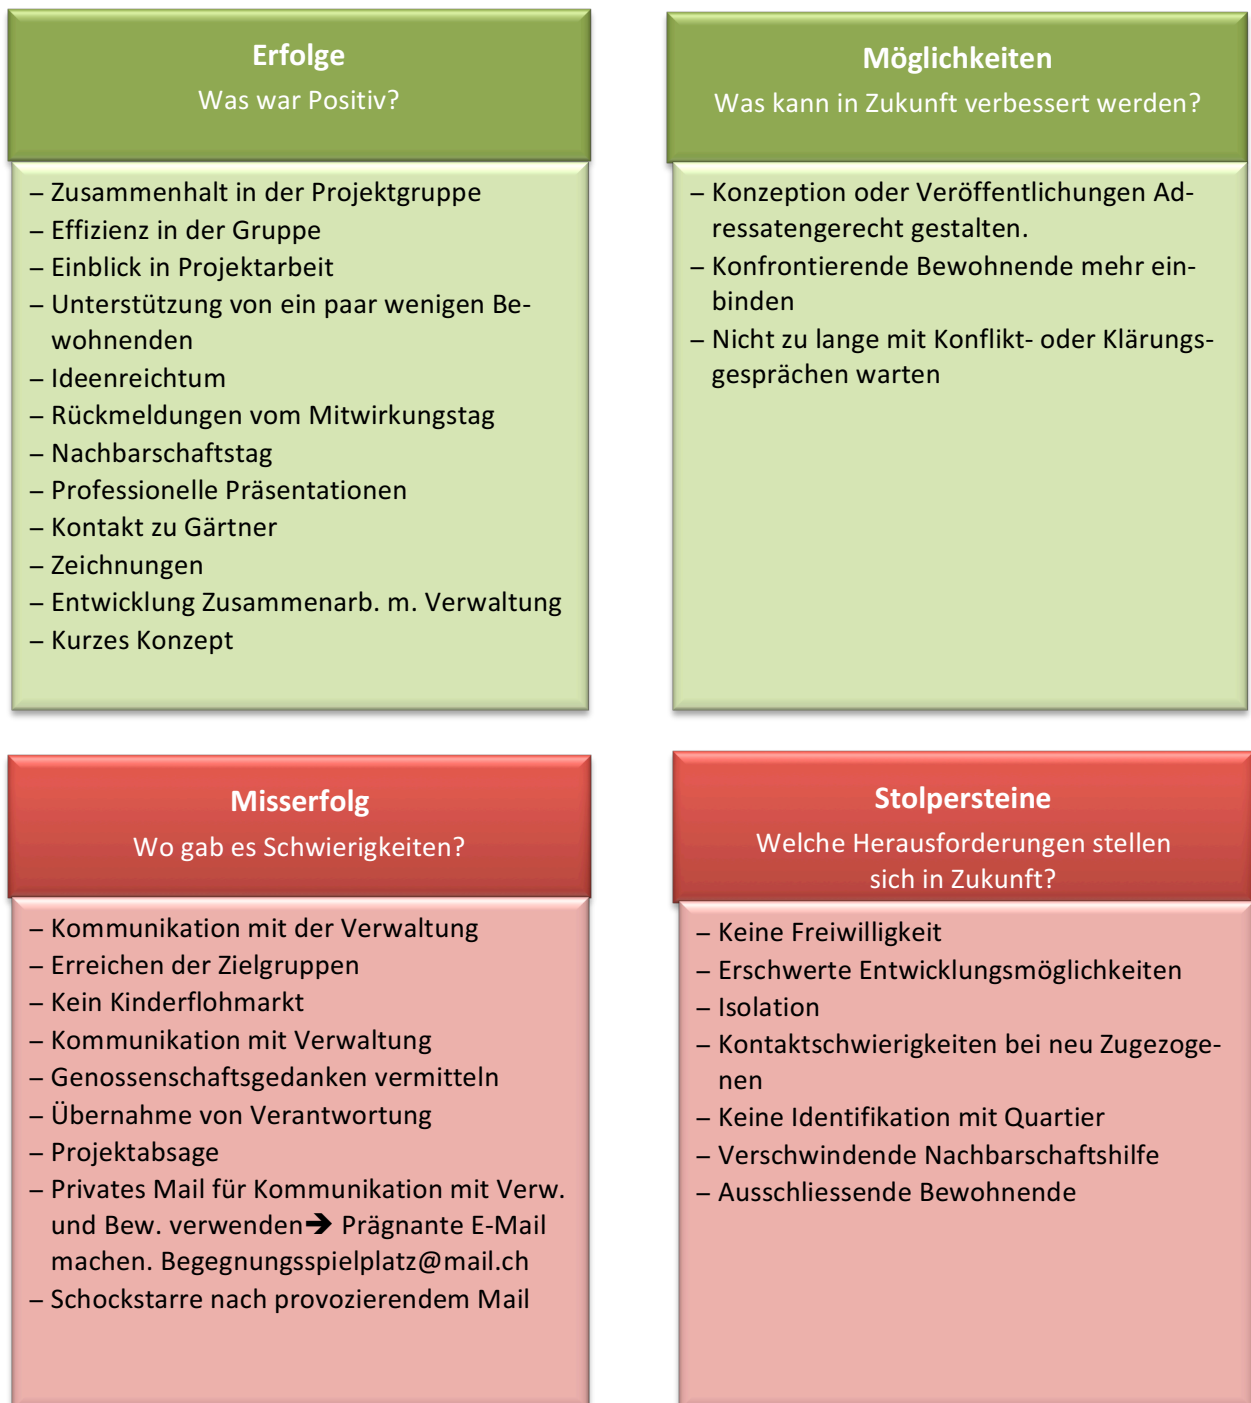 Erfolge
Was war Positiv?
– Zusammenhalt in der Projektgruppe
– Effizienz in der Gruppe
– Einblick in Projektarbeit
– Unterstützung von ein paar wenigen Be-
wohnenden
– Ideenreichtum
– Rückmeldungen vom Mitwirkungstag
– Nachbarschaftstag
– Professionelle Präsentationen
– Kontakt zu Gärtner
– Zeichnungen
– Entwicklung Zusammenarb. m. Verwaltung
– Kurzes Konzept
Möglichkeiten
Was kann in Zukunft verbessert werden?
– Konzeption oder Veröffentlichungen Ad-
ressatengerecht gestalten.
– Konfrontierende Bewohnende mehr ein-
binden
– Nicht zu lange mit Konflikt- oder Klärungs-
gesprächen warten
Misserfolg
Wo gab es Schwierigkeiten?
– Kommunikation mit der Verwaltung
– Erreichen der Zielgruppen
– Kein Kinderflohmarkt
– Kommunikation mit Verwaltung
– Genossenschaftsgedanken vermitteln
– Übernahme von Verantwortung
– Projektabsage
– Privates Mail für Kommunikation mit Verw.
und Bew. verwenden➔ Prägnante E-Mail
machen. Begegnungsspielplatz@mail.ch
– Schockstarre nach provozierendem Mail
Stolpersteine
Welche Herausforderungen stellen
sich in Zukunft?
– Keine Freiwilligkeit
– Erschwerte Entwicklungsmöglichkeiten
– Isolation
– Kontaktschwierigkeiten bei neu Zugezoge-
nen
– Keine Identifikation mit Quartier
– Verschwindende Nachbarschaftshilfe
– Ausschliessende Bewohnende